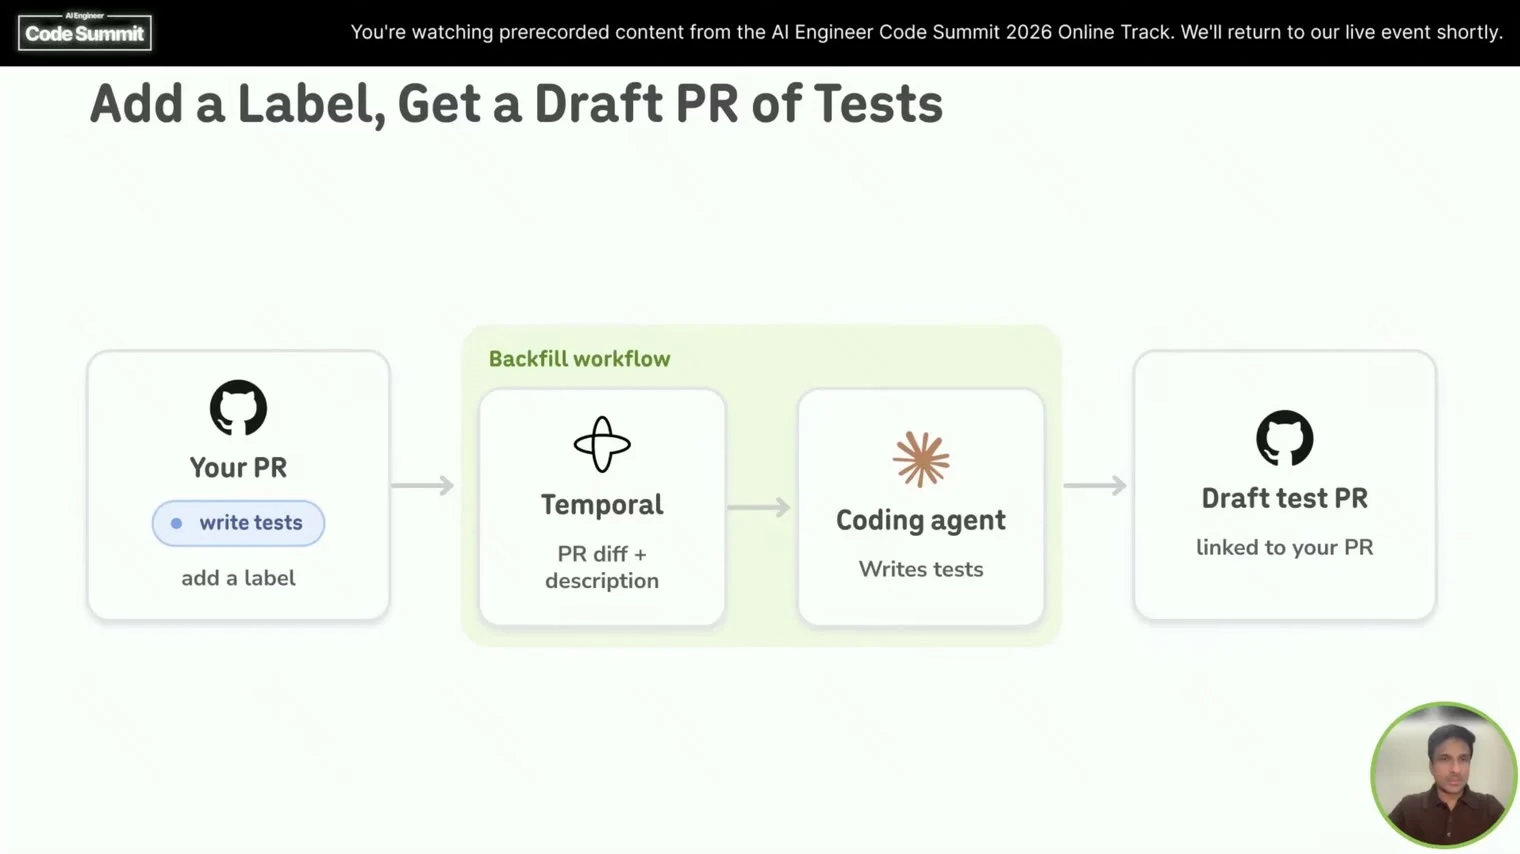 AI Engineer
Code Summit
You're watching prerecorded content from the AI Engineer Code Summit 2026 Online Track. We'll return to our live event shortly.
Add a Label, Get a Draft PR of Tests
Your PR
write tests
add a label
Backfill workflow
Temporal
PR diff +
description
Coding agent
Writes tests
Draft test PR
linked to your PR